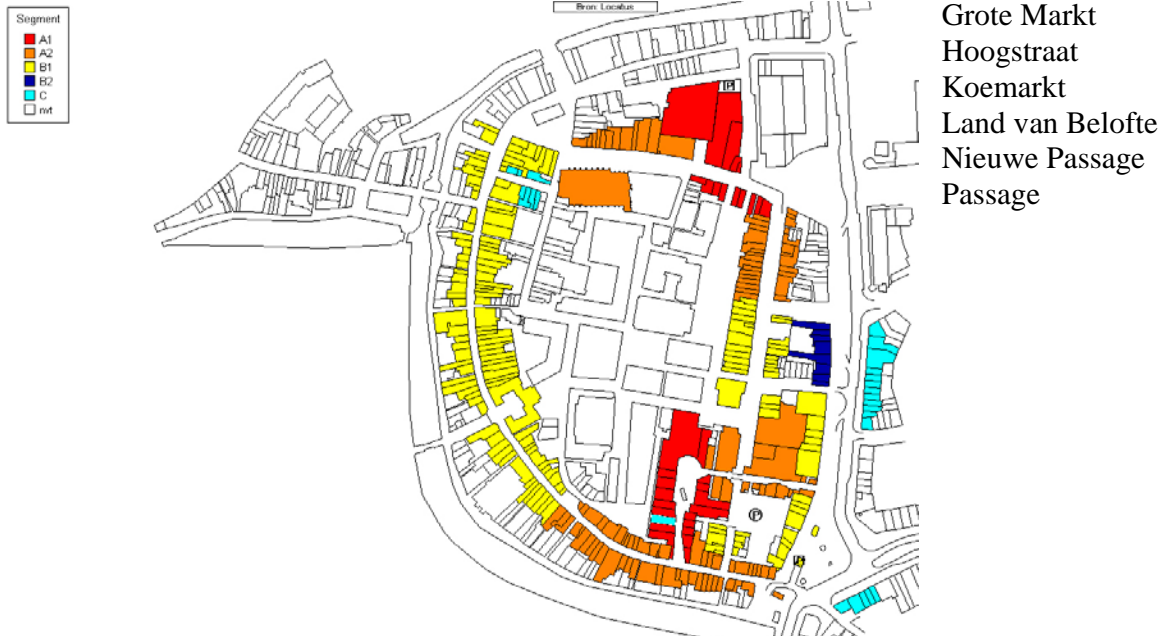 Segment
A1
A2
B1
B2
C
nvt
Bron: Locatus
Grote Markt
Hoogstraat
Koemarkt
Land van Belofte
Nieuwe Passage
Passage
P
P